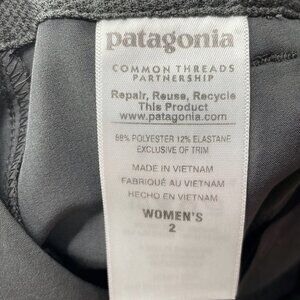 patagonia®
COMMON THREADS
PARTNERSHIP
Repair, Reuse, Recycle
This Product
www.patagonia.com
88% POLYESTER 12% ELASTANE
EXCLUSIVE OF TRIM
MADE IN VIETNAM
FABRIQUÉ AU VIETNAM
HECHO EN VIETNAM
WOMEN'S
2